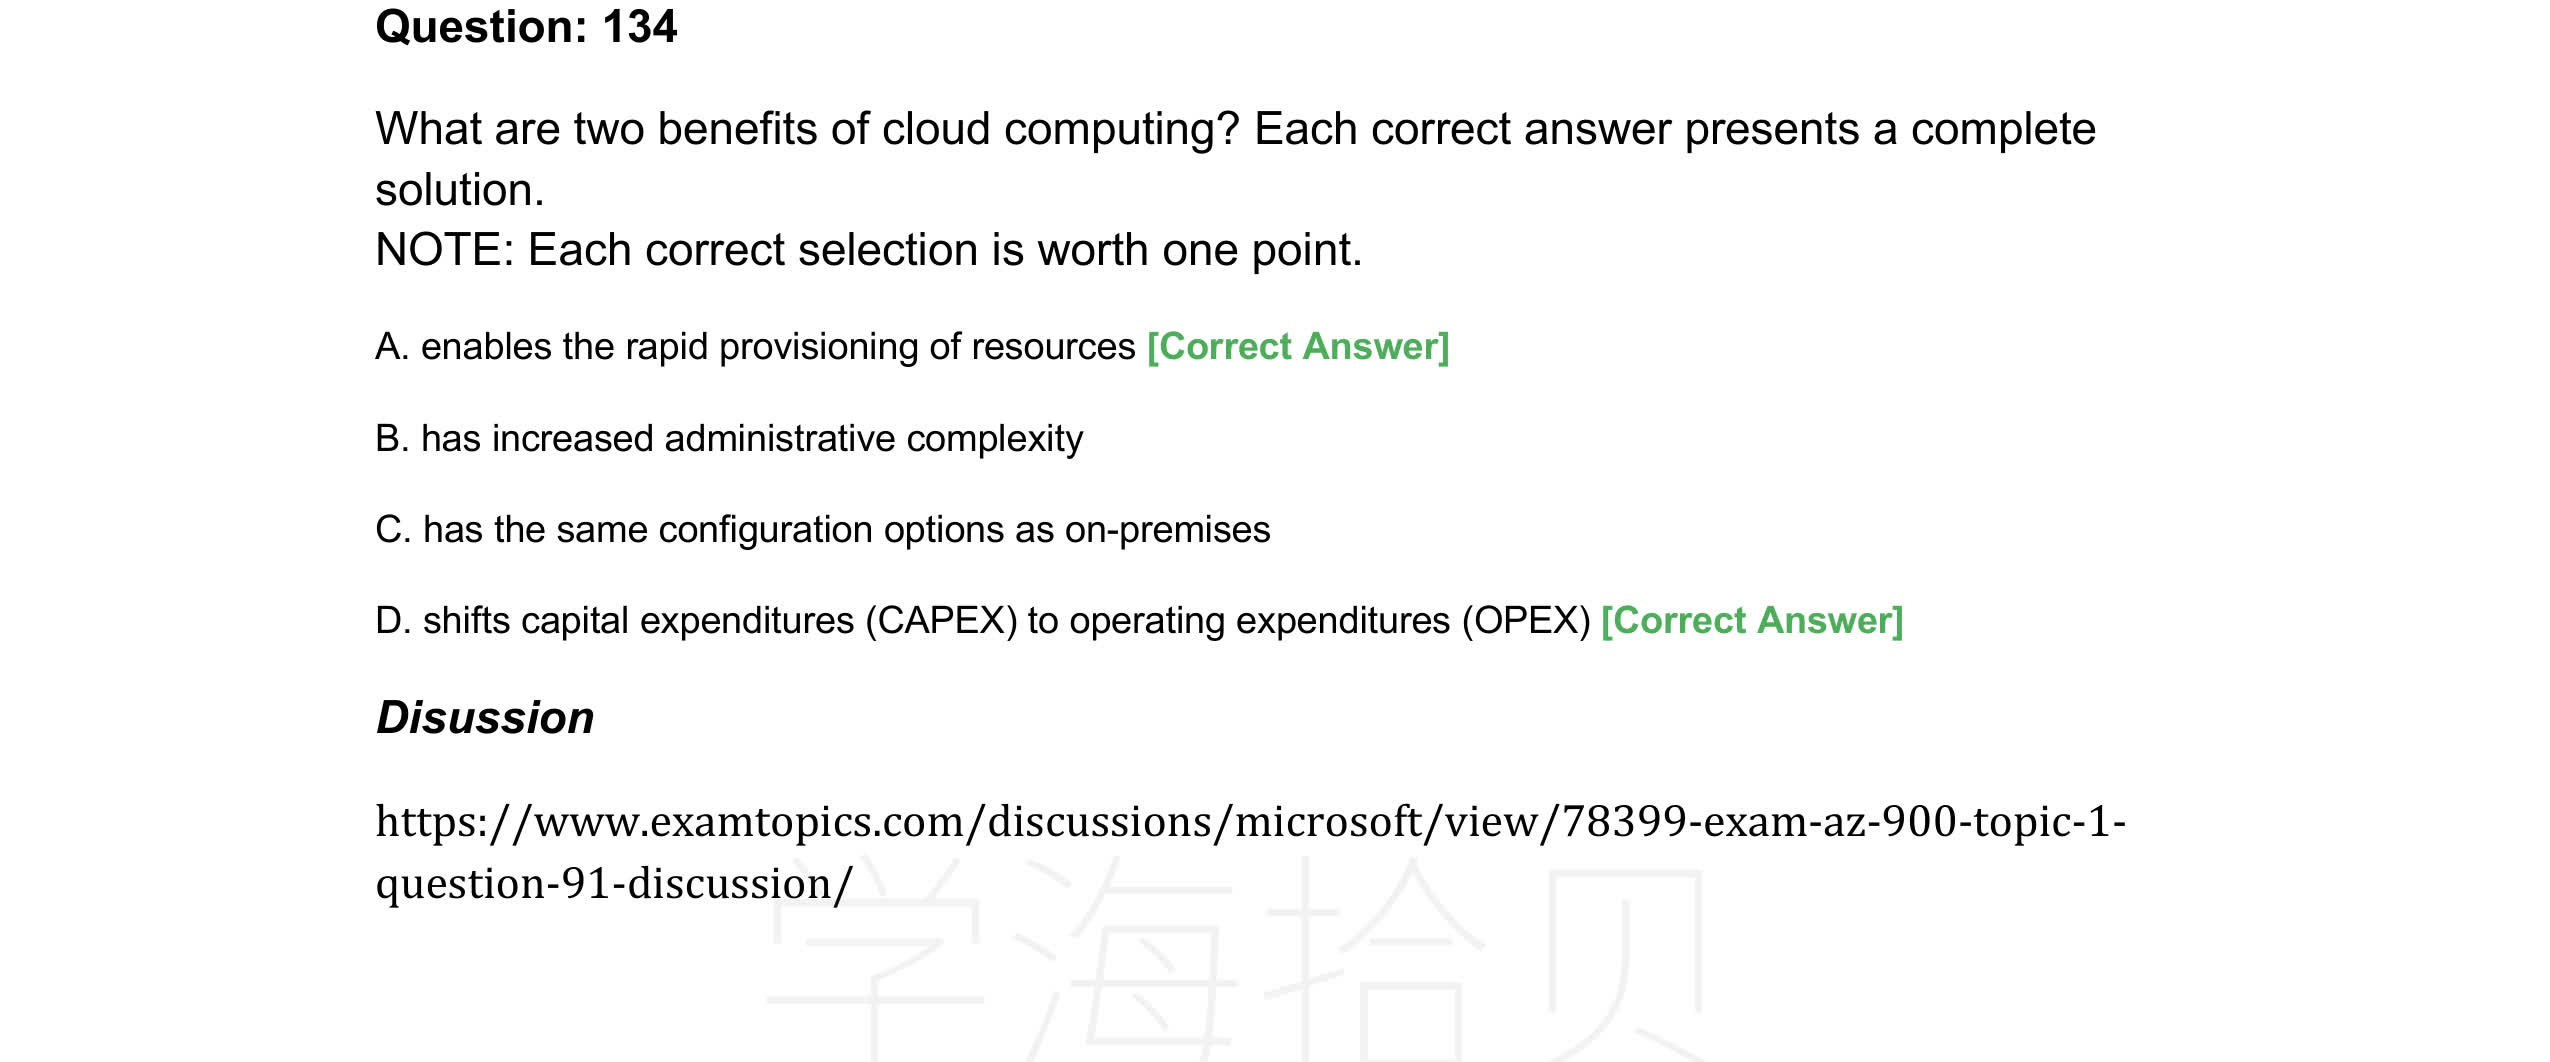 Question: 134
What are two benefits of cloud computing? Each correct answer presents a complete
solution.
NOTE: Each correct selection is worth one point.
A. enables the rapid provisioning of resources [Correct Answer]
B. has increased administrative complexity
C. has the same configuration options as on-premises
D. shifts capital expenditures (CAPEX) to operating expenditures (OPEX) [Correct Answer]
Disussion
https://www.examtopics.com/discussions/microsoft/view/78399-exam-az-900-topic-1-
question-91-discussion/
学海拾贝